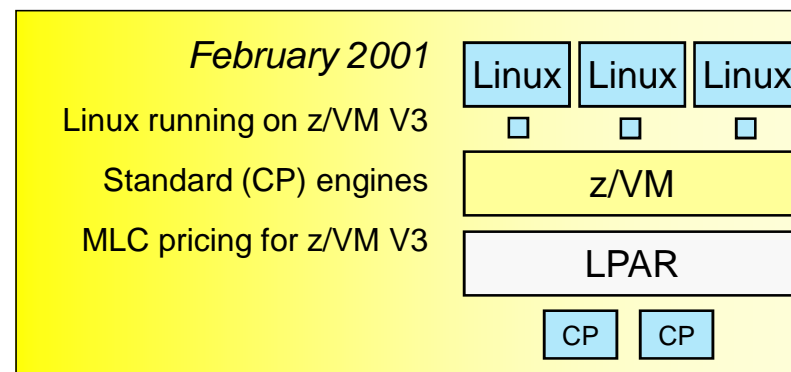 February 2001
Linux running on z/VM V3
Standard (CP) engines
MLC pricing for z/VM V3
Linux Linux Linux
z/VM
LPAR
CP CP